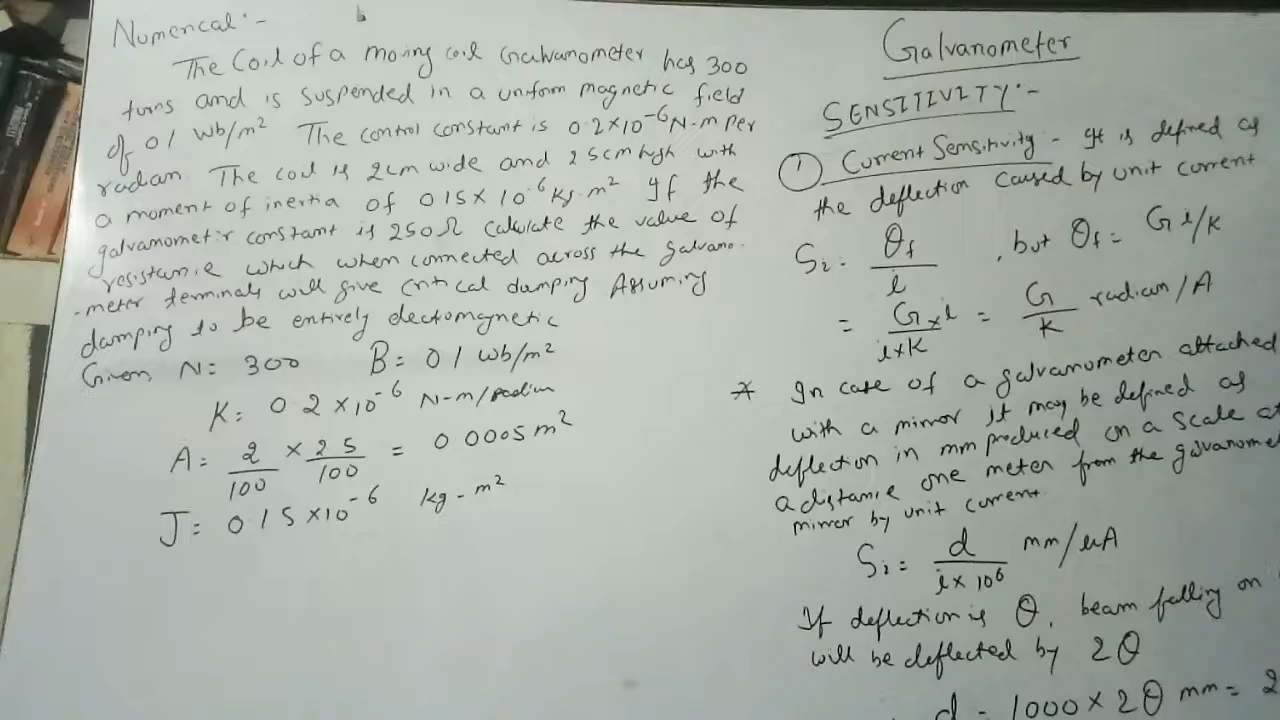 Numerical :-
The Coil of a moving coil Galvanometer has 300
turns and is suspended in a uniform magnetic field
of 0.1 Wb/m² The control constant is 0.2×10⁻⁶ N-m per
radian The coil is 2cm wide and 2.5cm high with
a moment of inertia of 0.15 × 10⁻⁶ kg-m² If the
galvanometer constant is 250Ω calculate the value of
resistance which when connected across the galvano-
-meter terminals will give critical damping Assuming
damping to be entirely electromagnetic
Given, N = 300 B = 0.1 wb/m²
K = 0.2 ×10⁻⁶ N-m/radian
A = 2/100 × 2.5/100 = 0.0005 m²
J = 0.15 ×10⁻⁶ kg-m²
Galvanometer
SENSITIVITY :-
① Current Sensitivity - It is defined as
the deflection caused by unit current
Si = θf / i , but θf = Gi/K
= G × i / i × K = G / K radian/A
* In case of a galvanometer attached
with a mirror it may be defined as
deflection in mm produced on a scale at
a distance one meter from the
mirror by unit current.
Si = d / i × 10⁶ mm/uA
If deflection is θ, beam falling on
will be deflected by 2θ
d = 1000 × 2θ mm = 2